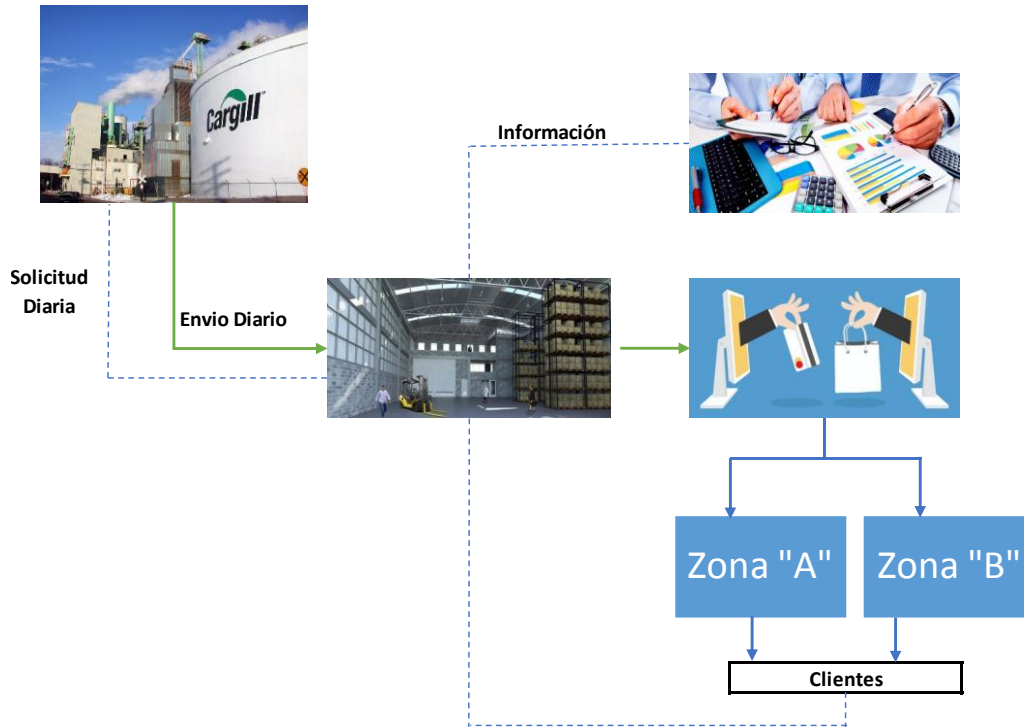 Cargill
Información
Solicitud
Diaria
Envio Diario
Zona "A"
Zona "B"
Clientes